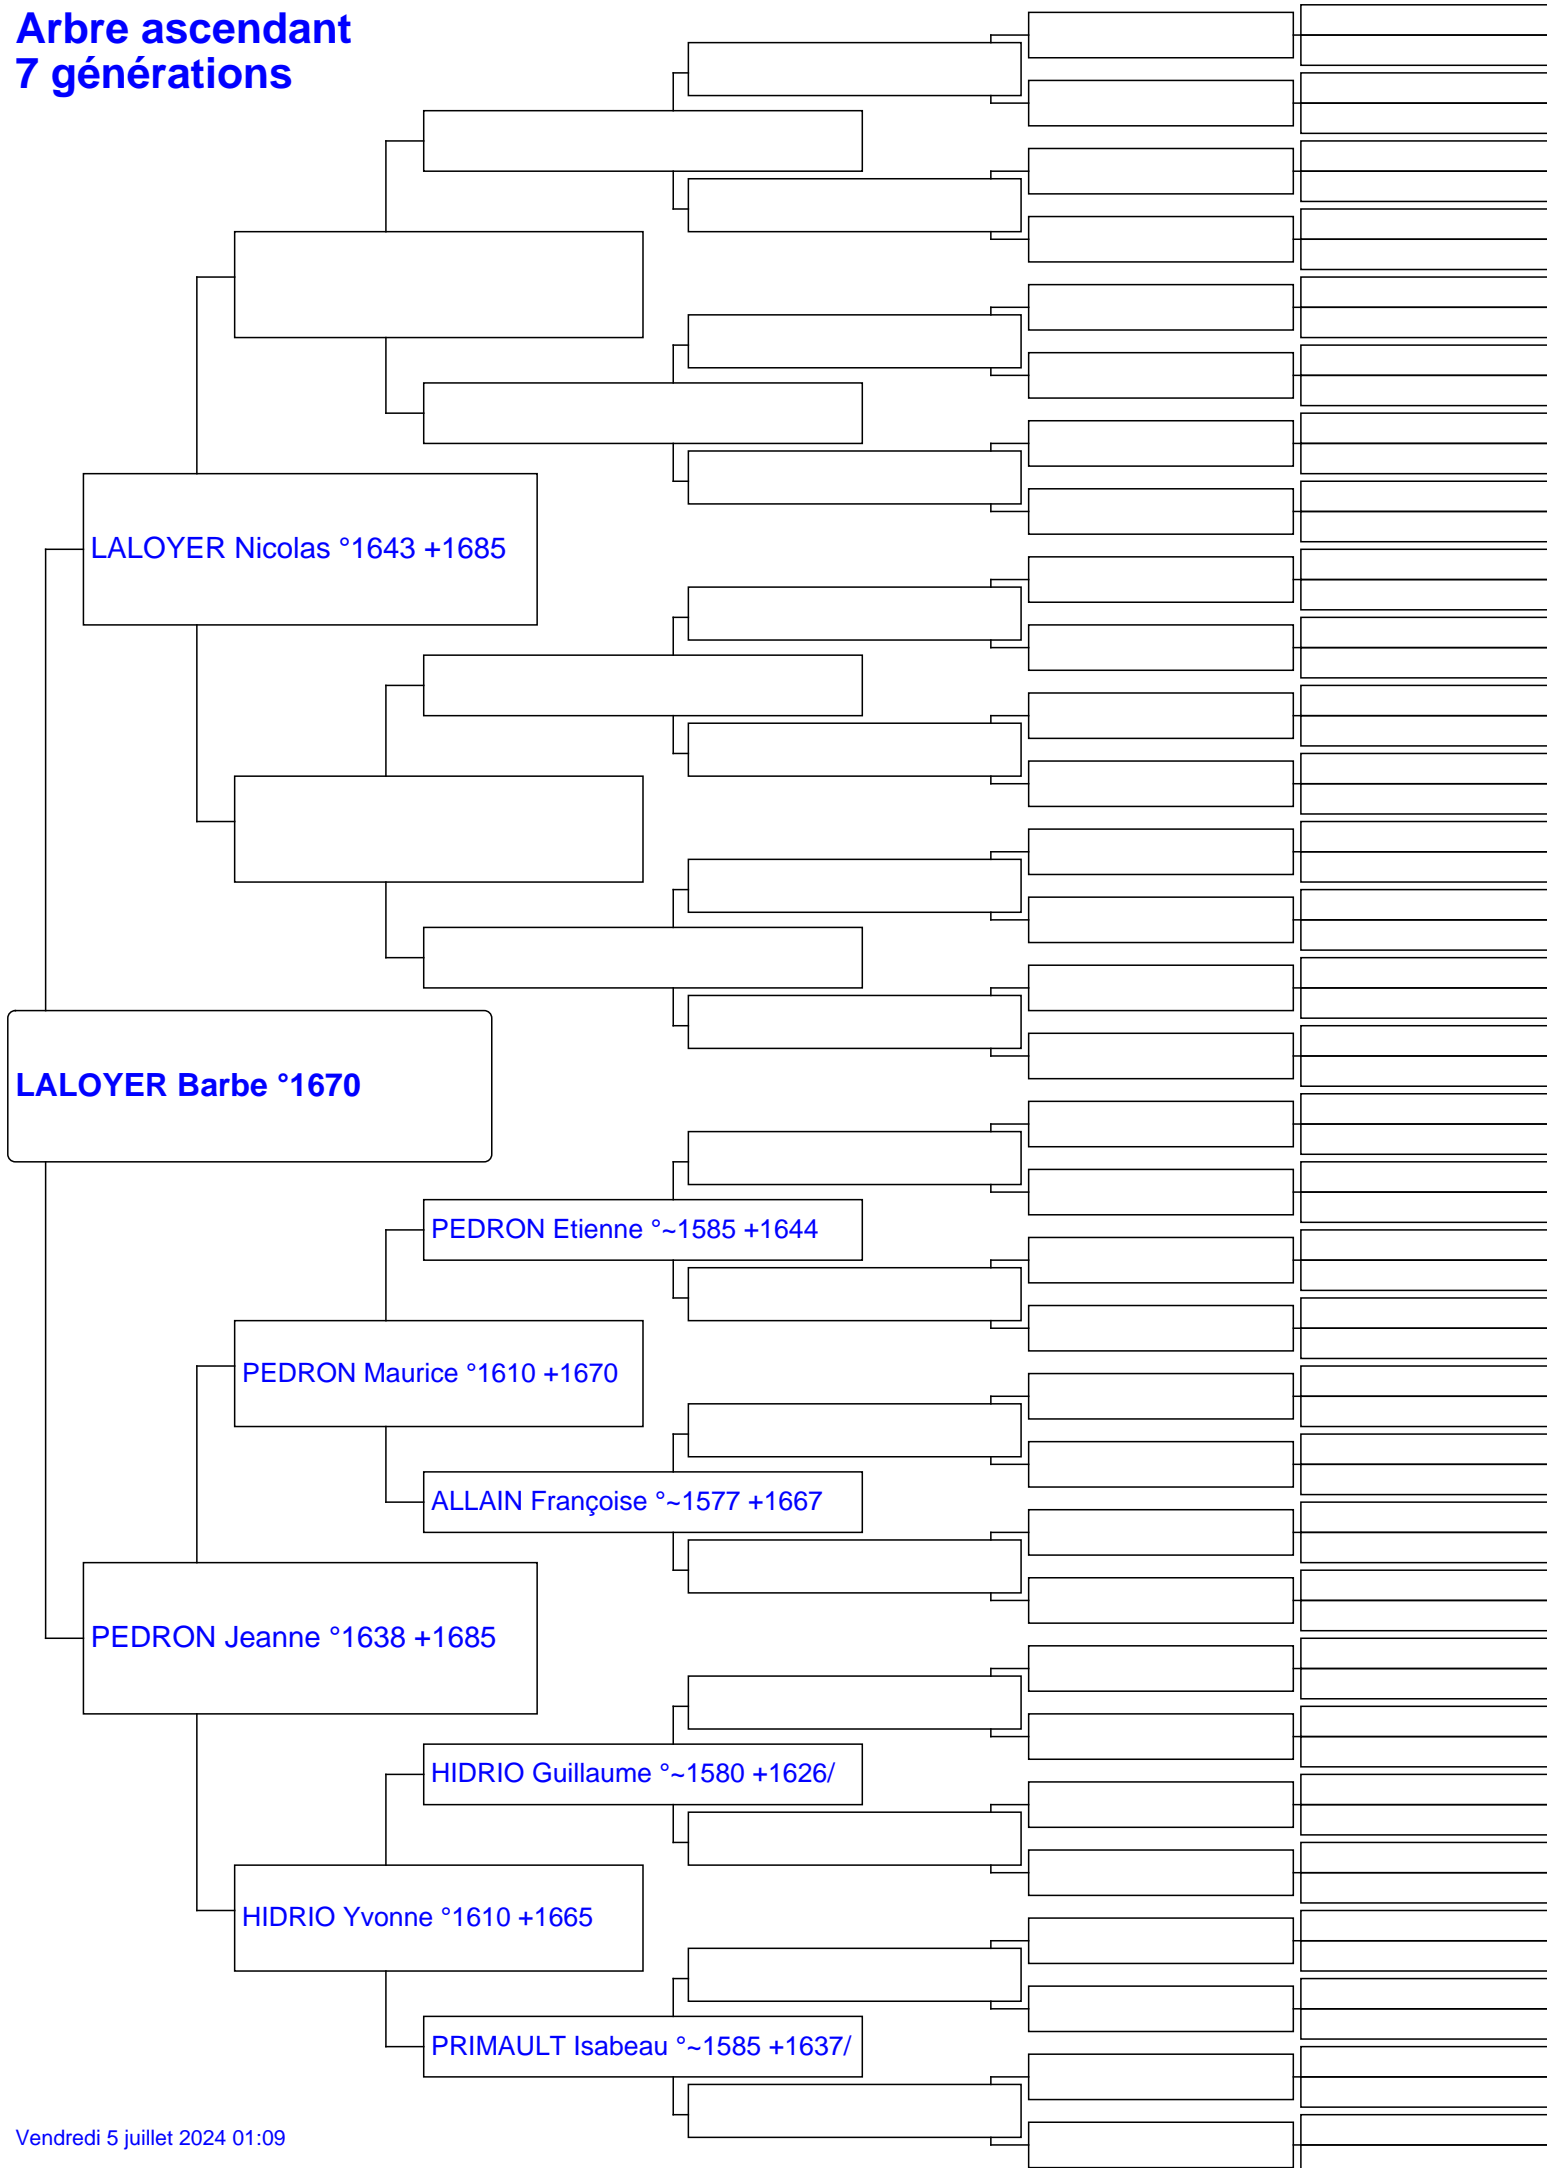 Arbre ascendant
7 générations
LALOYER Nicolas °1643 +1685
LALOYER Barbe °1670
PEDRON Etienne °~1585 +1644
PEDRON Maurice °1610 +1670
ALLAIN Françoise °~1577 +1667
PEDRON Jeanne °1638 +1685
HIDRIO Guillaume °~1580 +1626/
HIDRIO Yvonne °1610 +1665
PRIMAULT Isabeau °~1585 +1637/
Vendredi 5 juillet 2024 01:09